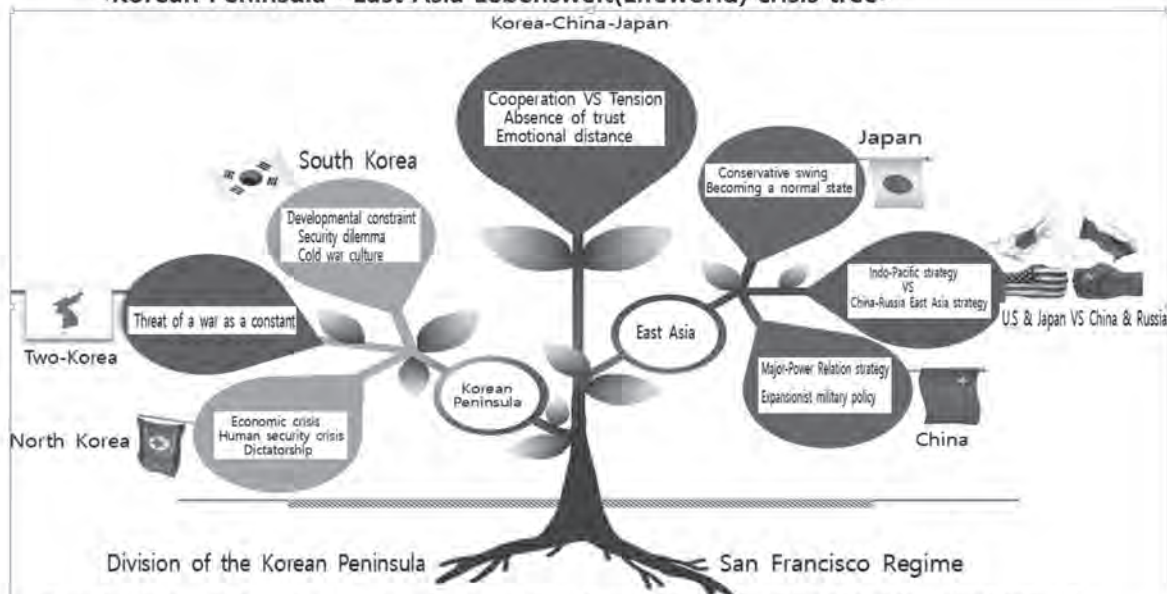 Korean Peninsula - East Asia Lebenswelt(Lifeworld) crisis tree
Korea-China-Japan
Cooperation VS Tension
Absence of trust
Emotional distance
South Korea
Developmental constraint
Security dilemma
Cold war culture
Japan
Conservative swing
Becoming a normal state
Threat of a war as a constant
Two-Korea
Indo-Pacific strategy
VS
China-Russia East Asia strategy
U.S & Japan VS China & Russia
East Asia
Korean
Peninsula
Major-Power Relation strategy
Expansionist military policy
China
Economic crisis
Human security crisis
Dictatorship
North Korea
Division of the Korean Peninsula
San Francisco Regime